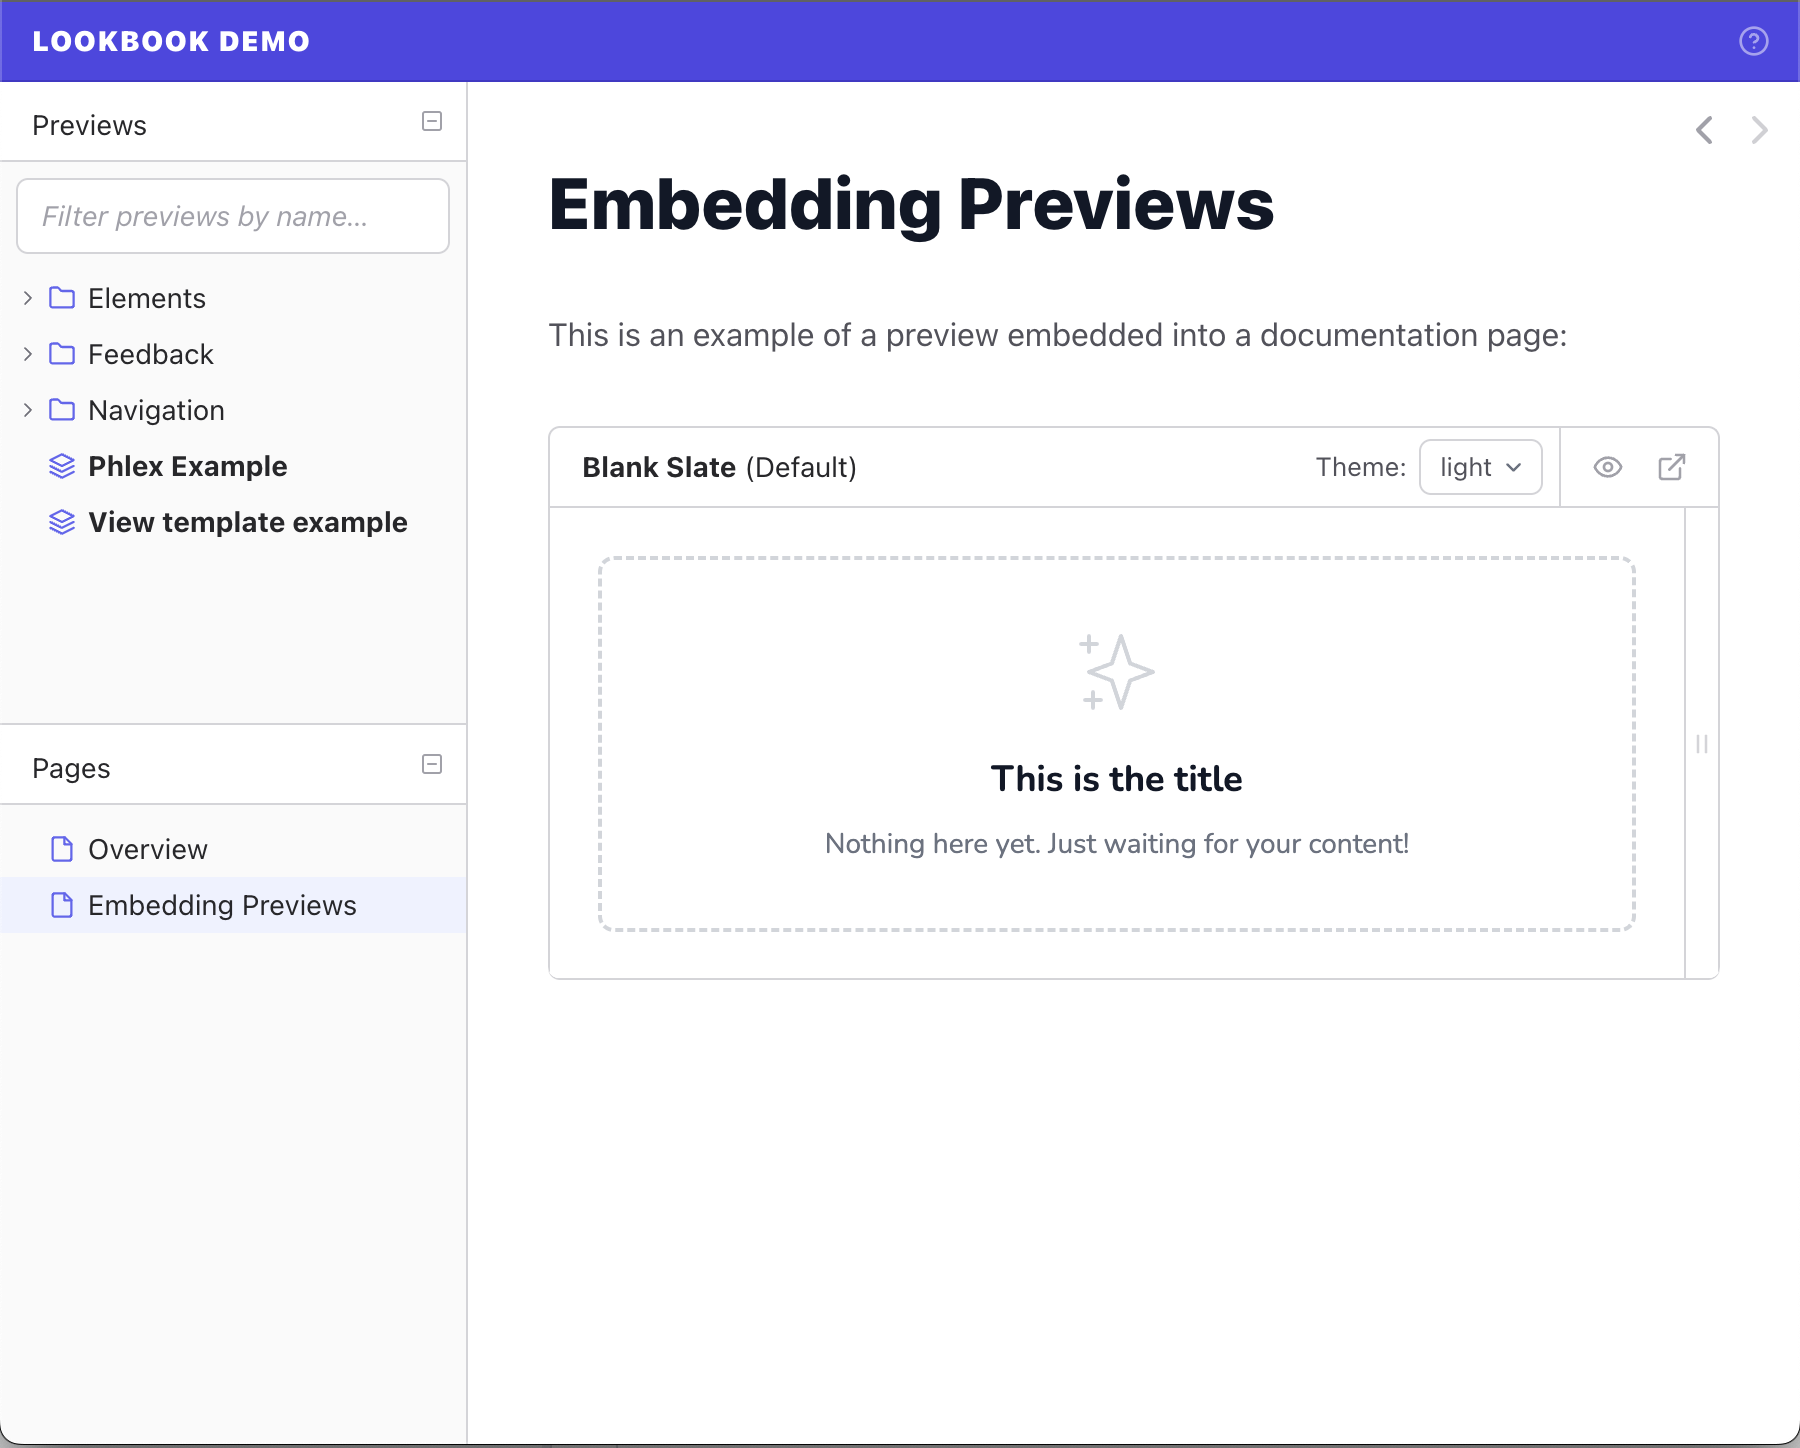 LOOKBOOK DEMO
Previews
Filter previews by name...
Elements
Feedback
Navigation
Phlex Example
View template example
Pages
Overview
Embedding Previews
Embedding Previews
This is an example of a preview embedded into a documentation page:
Blank Slate (Default)
Theme: light
This is the title
Nothing here yet. Just waiting for your content!